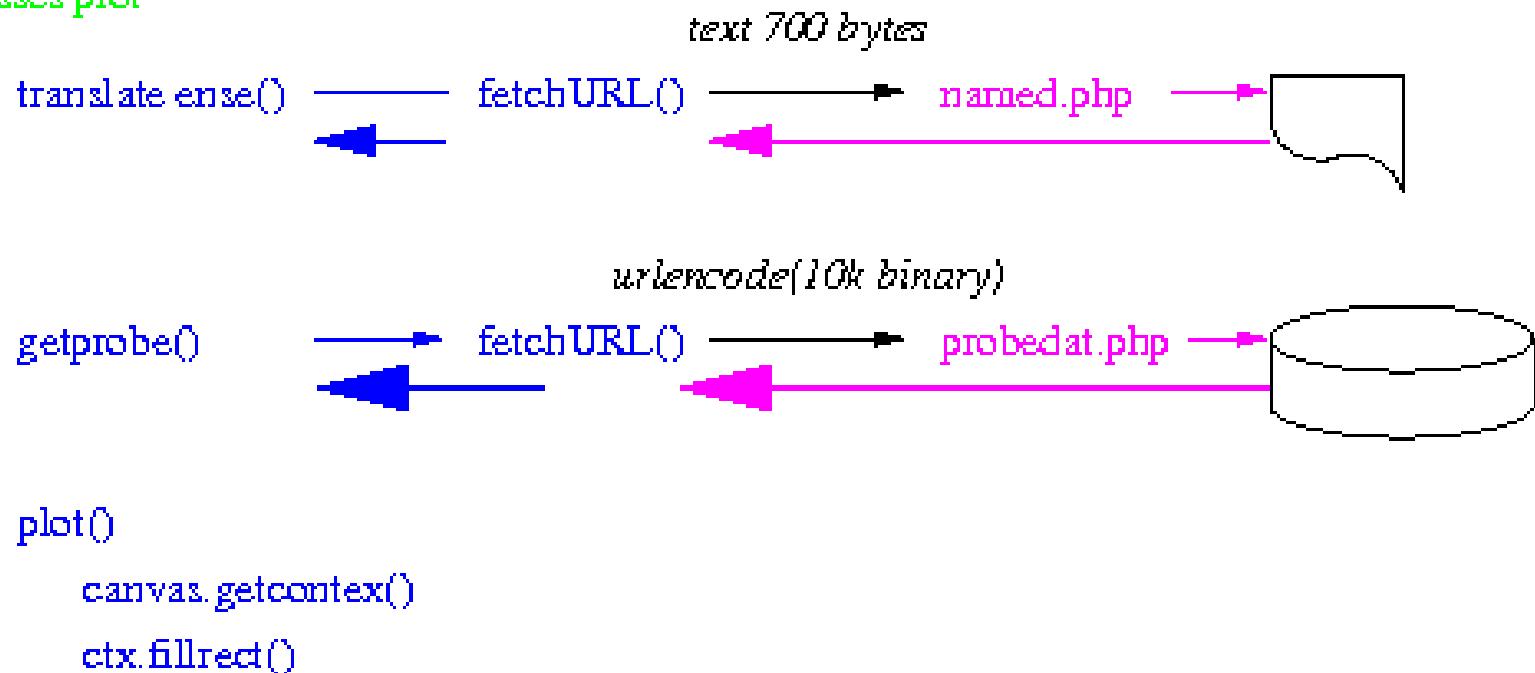 plot
text 700 bytes
translate ense() fetchURL() named.php
urlencode(10k binary)
getprobe() fetchURL() probedat.php
plot()
canvas.getcontex()
ctx.fillrect()